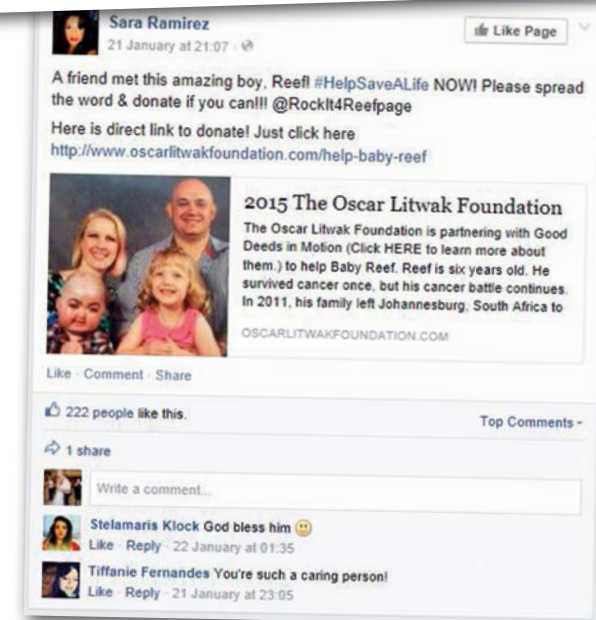 Sara Ramirez
21 January at 21:07
Like Page
A friend met this amazing boy, Reef! #HelpSaveALife NOW! Please spread
the word & donate if you can!!! @RockIt4Reefpage
Here is direct link to donate! Just click here
http://www.oscarlitwakfoundation.com/help-baby-reef
2015 The Oscar Litwak Foundation
The Oscar Litwak Foundation is partnering with Good
Deeds in Motion (Click HERE to learn more about
them.) to help Baby Reef. Reef is six years old. He
survived cancer once, but his cancer battle continues.
In 2011, his family left Johannesburg, South Africa to
OSCARLITWAKFOUNDATION.COM
Like · Comment · Share
222 people like this.
Top Comments
1 share
Write a comment...
Stelamaris Klock God bless him 🙂
Like · Reply · 22 January at 01:35
Tiffanie Fernandes You're such a caring person!
Like · Reply · 21 January at 23:05